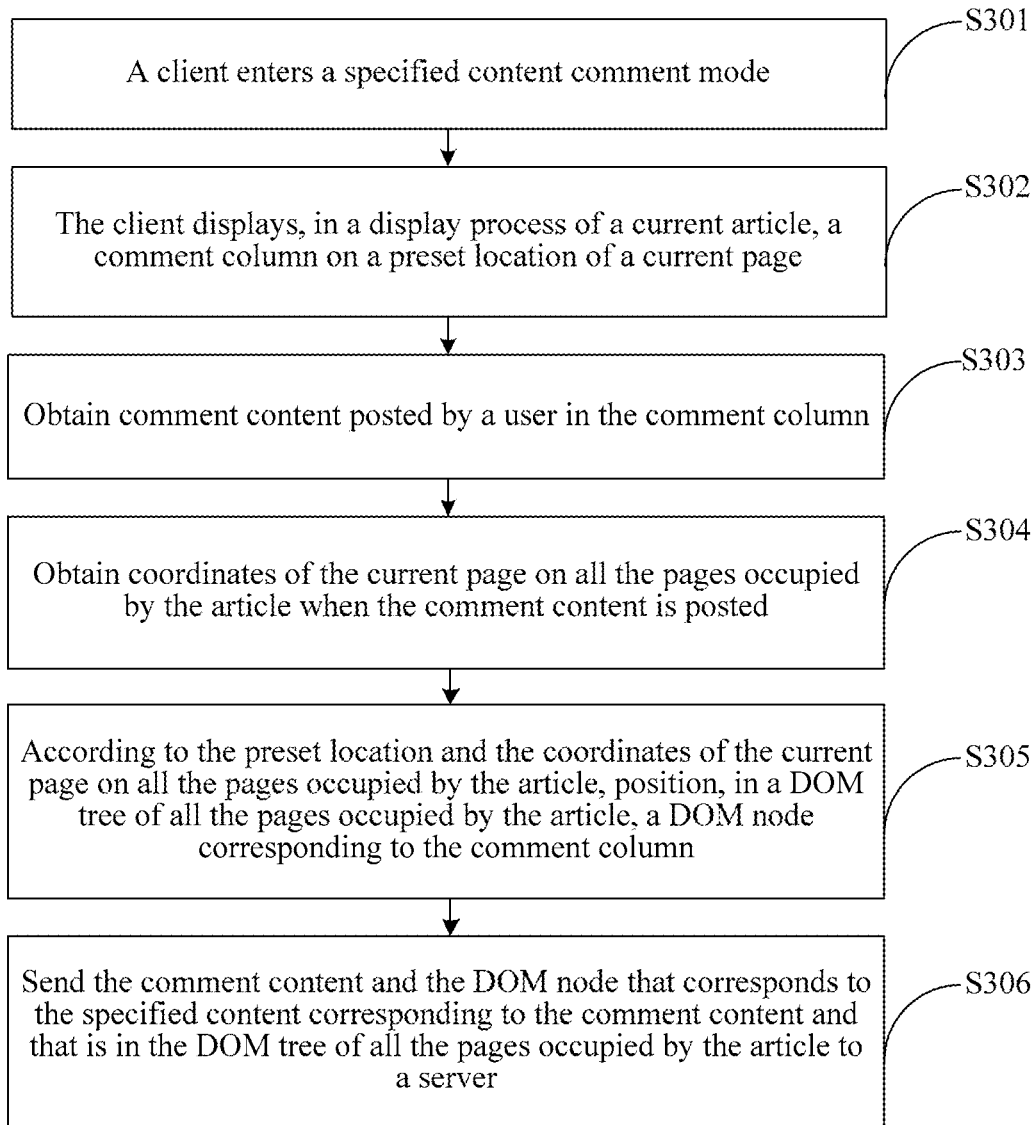 S301
A client enters a specified content comment mode
S302
The client displays, in a display process of a current article, a
comment column on a preset location of a current page
S303
Obtain comment content posted by a user in the comment column
S304
Obtain coordinates of the current page on all the pages occupied
by the article when the comment content is posted
S305
According to the preset location and the coordinates of the current
page on all the pages occupied by the article, position, in a DOM
tree of all the pages occupied by the article, a DOM node
corresponding to the comment column
S306
Send the comment content and the DOM node that corresponds to
the specified content corresponding to the comment content and
that is in the DOM tree of all the pages occupied by the article to
a server